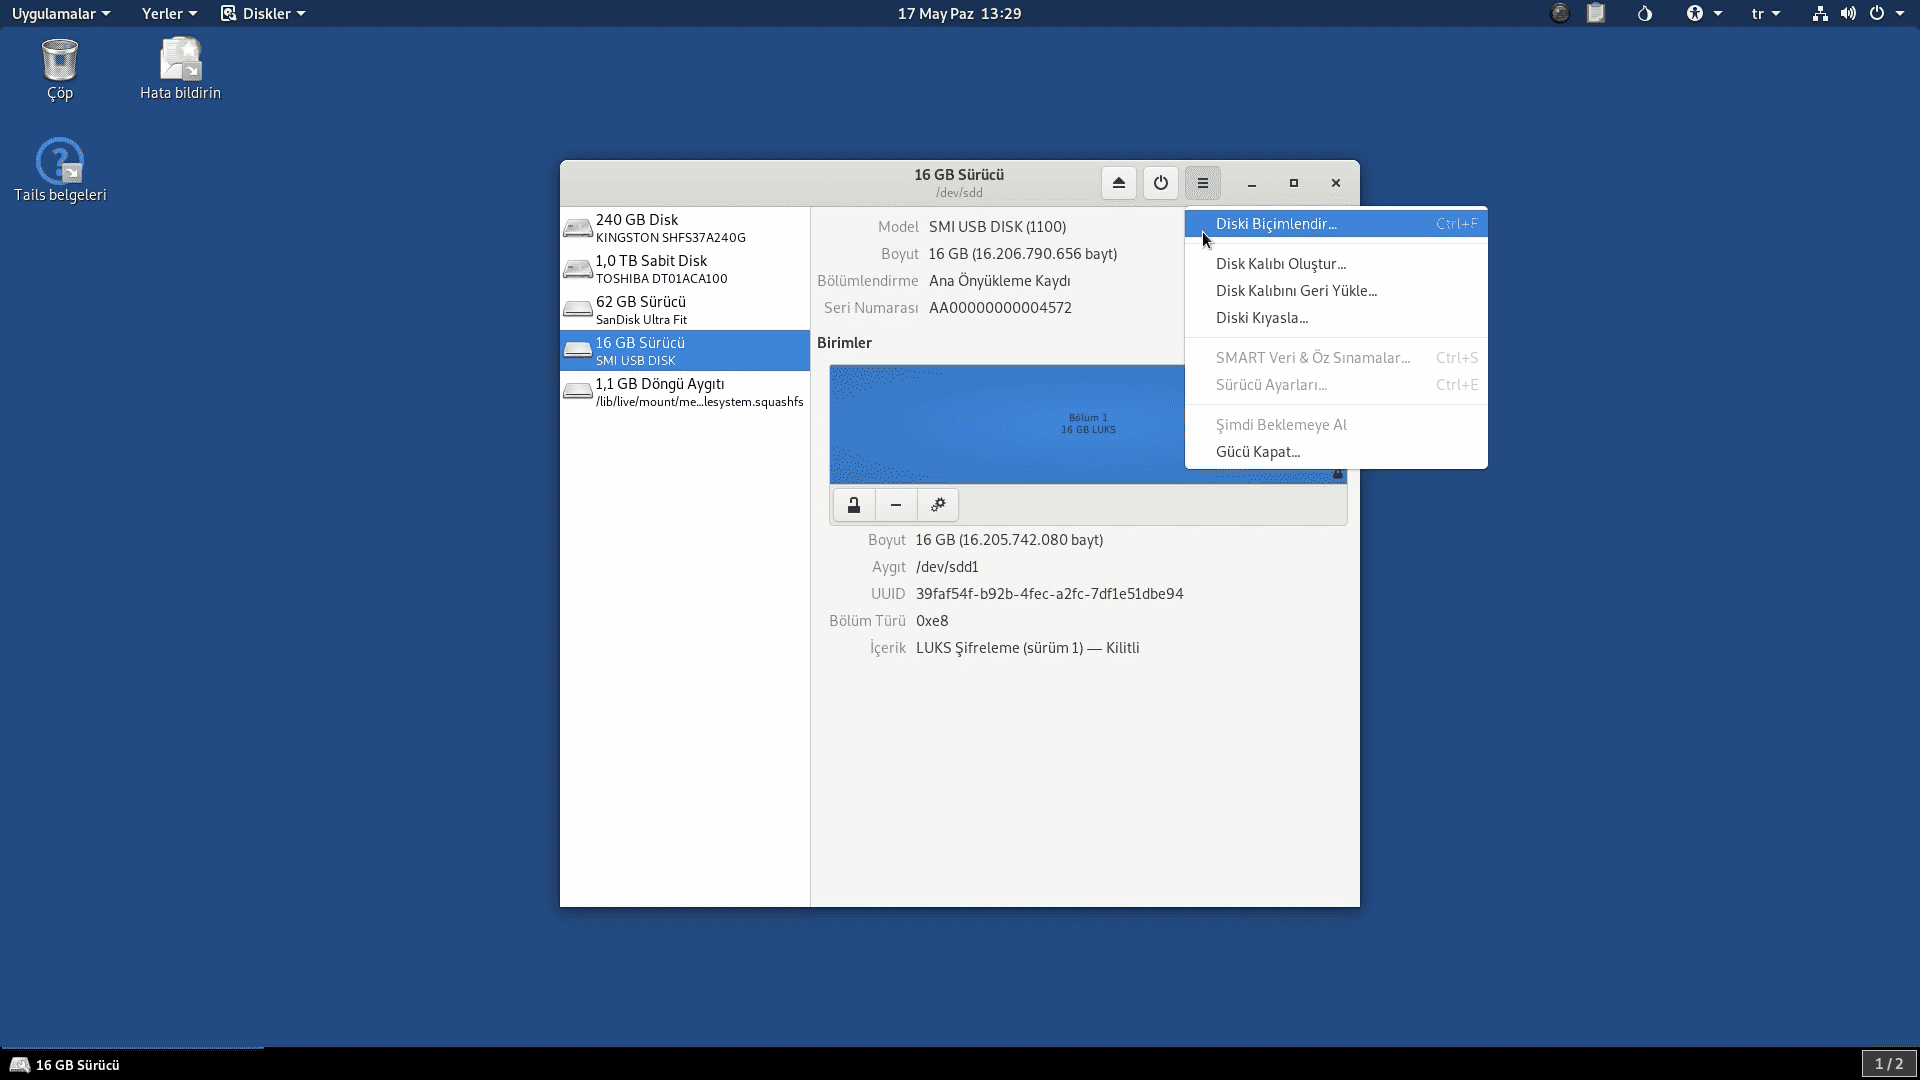 Uygulamalar
Yerler
Diskler
17 May Paz 13:29
tr
Çöp
Hata bildirin
Tails belgeleri
16 GB Sürücü
/dev/sdd
240 GB Disk
KINGSTON SHFS37A240G
1,0 TB Sabit Disk
TOSHIBA DT01ACA100
62 GB Sürücü
SanDisk Ultra Fit
16 GB Sürücü
SMI USB DISK
1,1 GB Döngü Aygıtı
/lib/live/mount/me...lesystem.squashfs
Model SMI USB DISK (1100)
Boyut 16 GB (16.206.790.656 bayt)
Bölümlendirme Ana Önyükleme Kaydı
Seri Numarası AA00000000004572
Birimler
Bölüm 1
16 GB LUKS
Diski Biçimlendir... Ctrl+F
Disk Kalıbı Oluştur...
Disk Kalıbını Geri Yükle...
Diski Kıyasla...
SMART Veri & Öz Sınamalar... Ctrl+S
Sürücü Ayarları... Ctrl+E
Şimdi Beklemeye Al
Gücü Kapat...
Boyut 16 GB (16.205.742.080 bayt)
Aygıt /dev/sdd1
UUID 39faf54f-b92b-4fec-a2fc-7df1e51dbe94
Bölüm Türü 0xe8
İçerik LUKS Şifreleme (sürüm 1) — Kilitli
16 GB Sürücü
1 / 2